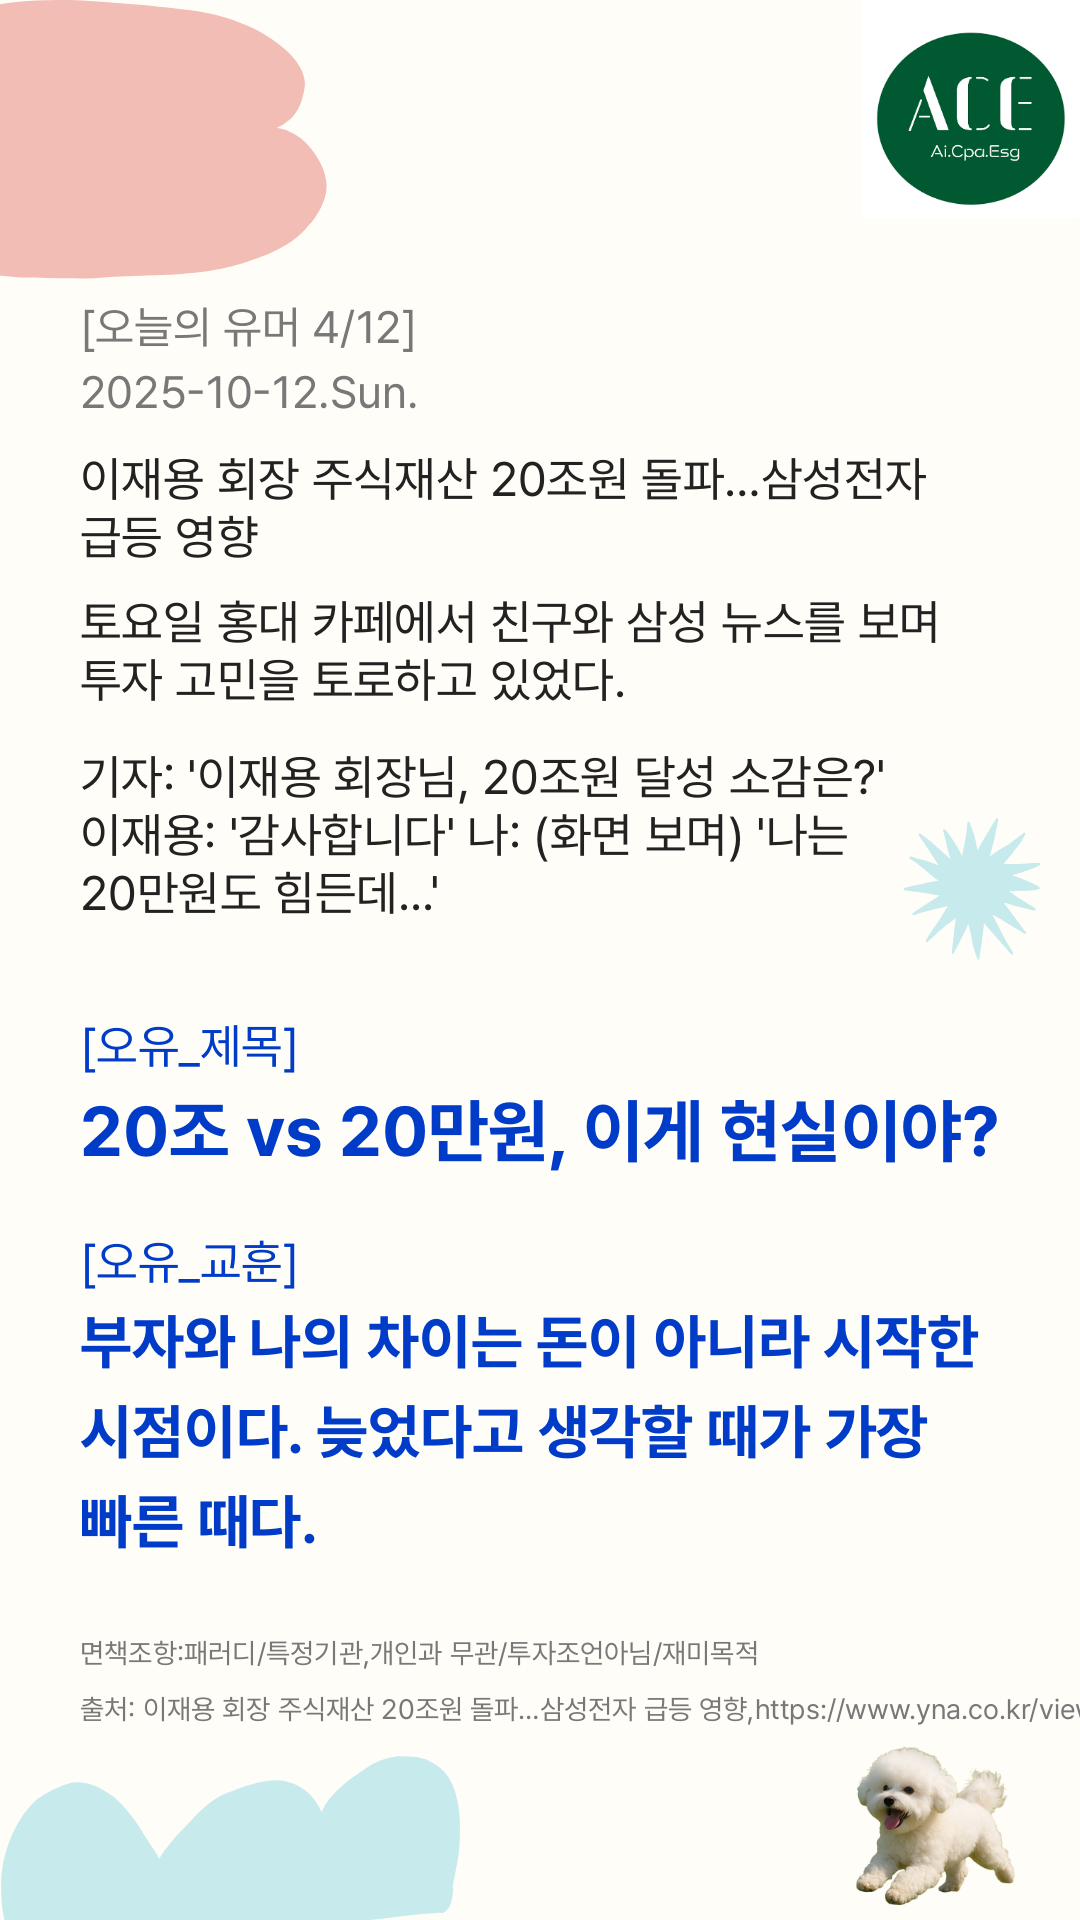 ACE
Ai.Cpa.Esg
[오늘의 유머 4/12]
2025-10-12.Sun.
이재용 회장 주식재산 20조원 돌파...삼성전자
급등 영향
토요일 홍대 카페에서 친구와 삼성 뉴스를 보며
투자 고민을 토로하고 있었다.
기자: '이재용 회장님, 20조원 달성 소감은?'
이재용: '감사합니다' 나: (화면 보며) '나는
20만원도 힘든데...'
[오유_제목]
20조 vs 20만원, 이게 현실이야?
[오유_교훈]
부자와 나의 차이는 돈이 아니라 시작한
시점이다. 늦었다고 생각할 때가 가장
빠른 때다.
면책조항:패러디/특정기관,개인과 무관/투자조언아님/재미목적
출처: 이재용 회장 주식재산 20조원 돌파...삼성전자 급등 영향,https://www.yna.co.kr/view